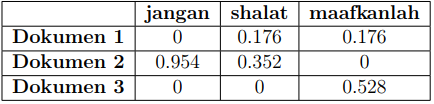 jangan shalat maafkanlah
Dokumen 1 0 0.176 0.176
Dokumen 2 0.954 0.352 0
Dokumen 3 0 0 0.528